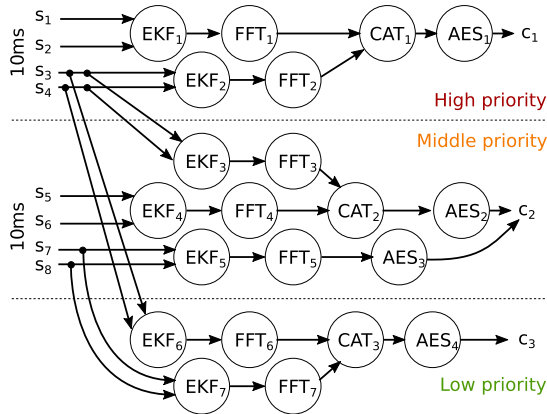 10ms
s1 EKF1 FFT1 CAT1 AES1 c1
s2
s3 EKF2 FFT2
s4
High priority
Middle priority
EKF3 FFT3
10ms
s5 EKF4 FFT4 CAT2 AES2 c2
s6
s7 EKF5 FFT5 AES3
s8
EKF6 FFT6 CAT3 AES4 c3
EKF7 FFT7
Low priority